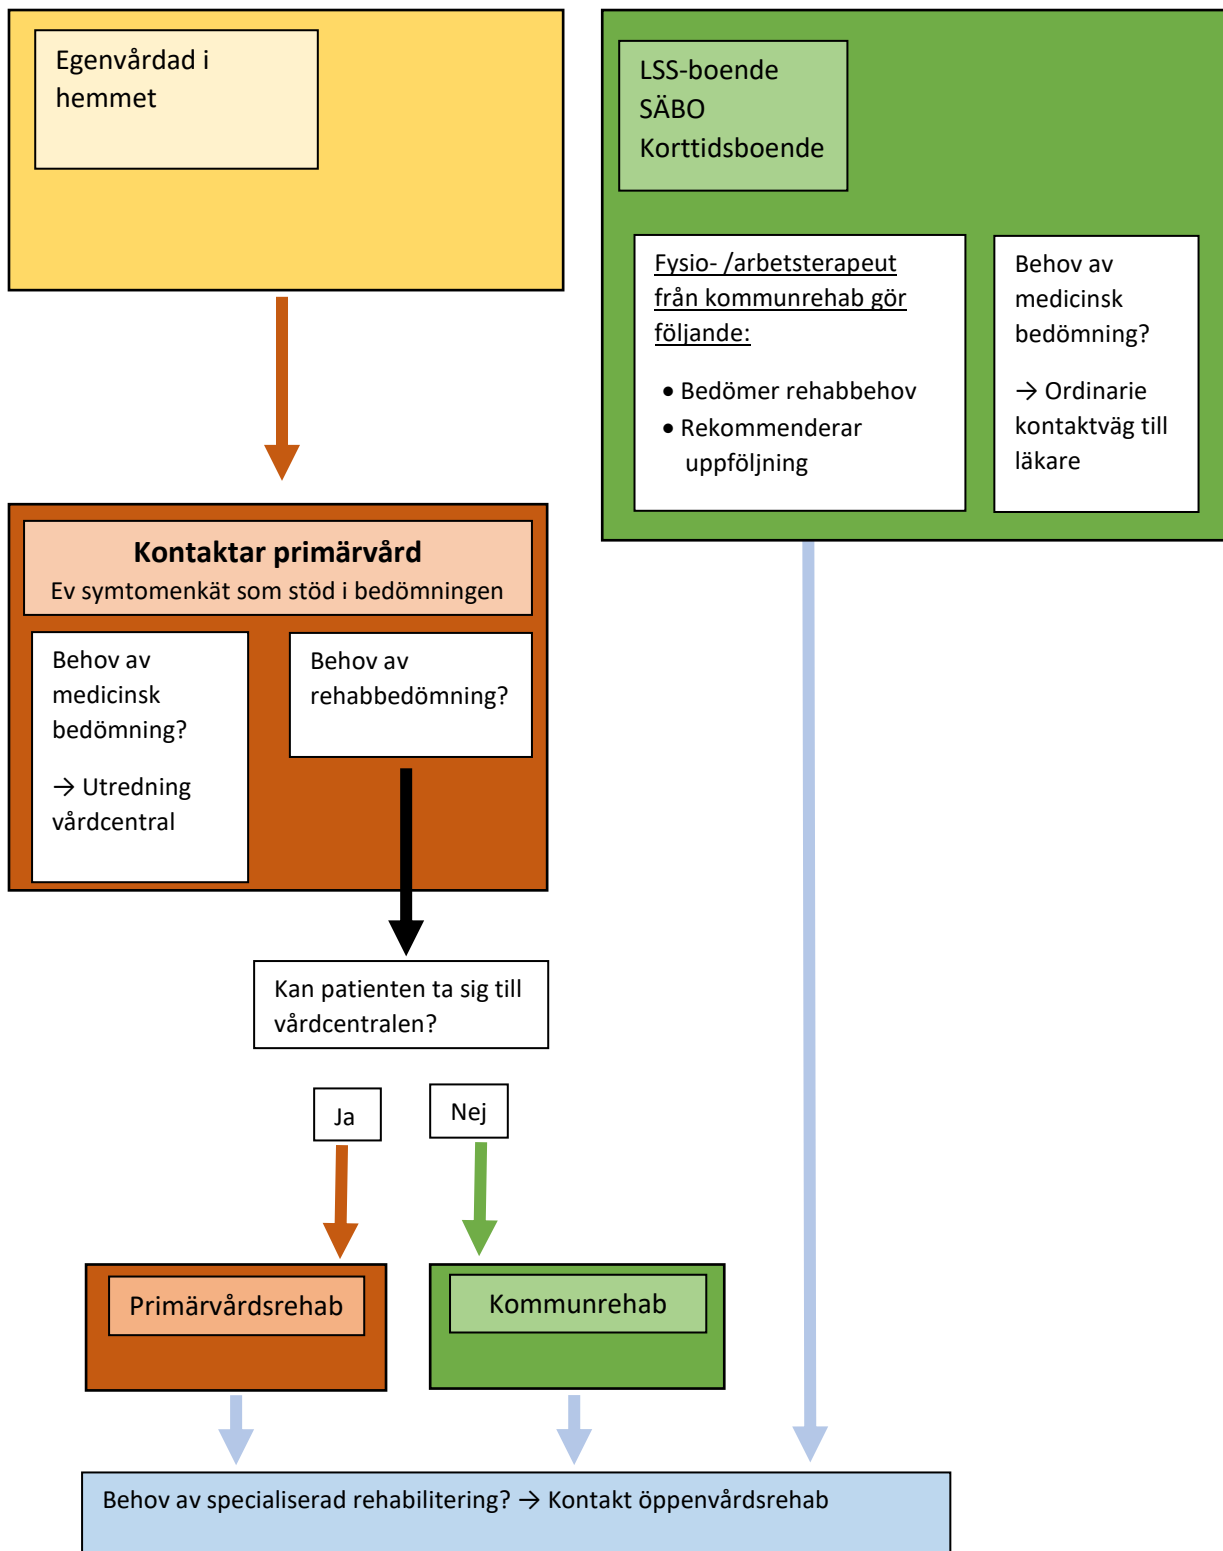 Egenvårdad i
hemmet
LSS-boende
SÄBO
Korttidsboende
Fysio- /arbetsterapeut
från kommunrehab gör
följande:
• Bedömer rehabbehov
• Rekommenderar
uppföljning
Behov av
medicinsk
bedömning?
→ Ordinarie
kontaktväg till
läkare
Kontaktar primärvård
Ev symtomenkät som stöd i bedömningen
Behov av
medicinsk
bedömning?
→ Utredning
vårdcentral
Behov av
rehabbedömning?
Kan patienten ta sig till
vårdcentralen?
Ja
Nej
Primärvårdsrehab
Kommunrehab
Behov av specialiserad rehabilitering? → Kontakt öppenvårdsrehab